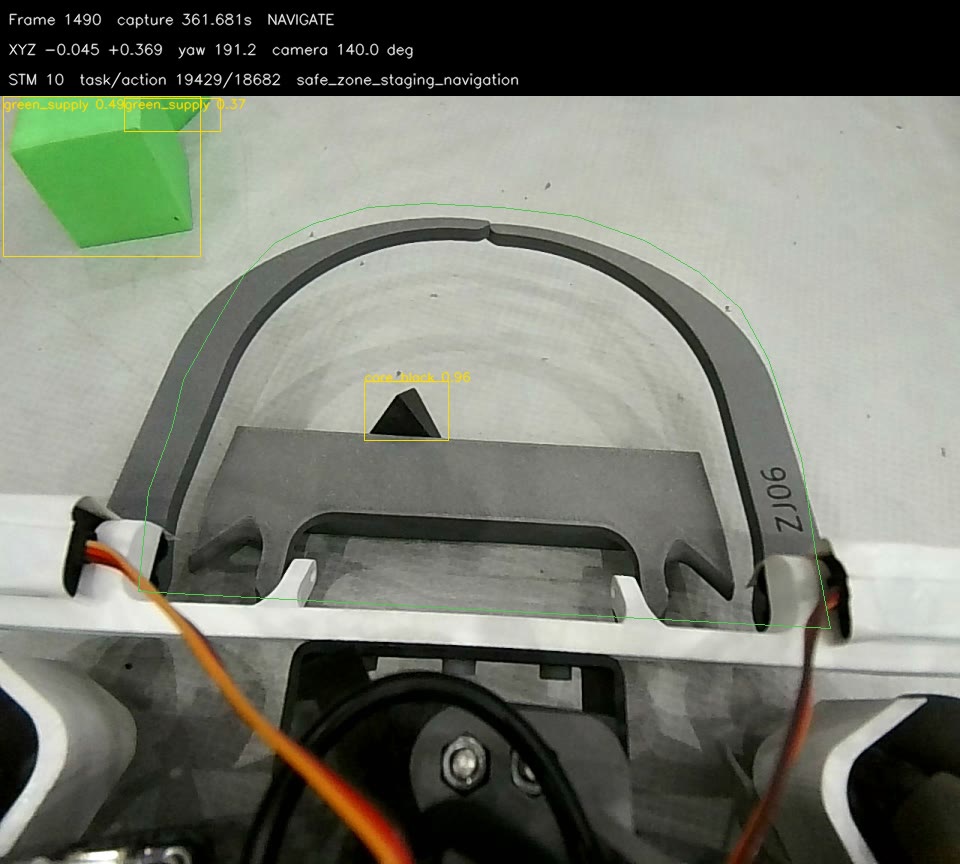 Frame 1490 capture 361.681s NAVIGATE
XYZ −0.045 +0.369 yaw 191.2 camera 140.0 deg
STM 10 task/action 19429/18682 safe_zone_staging_navigation
green_supply 0.49 green_supply 0.37
core_black 0.96
ZJ06